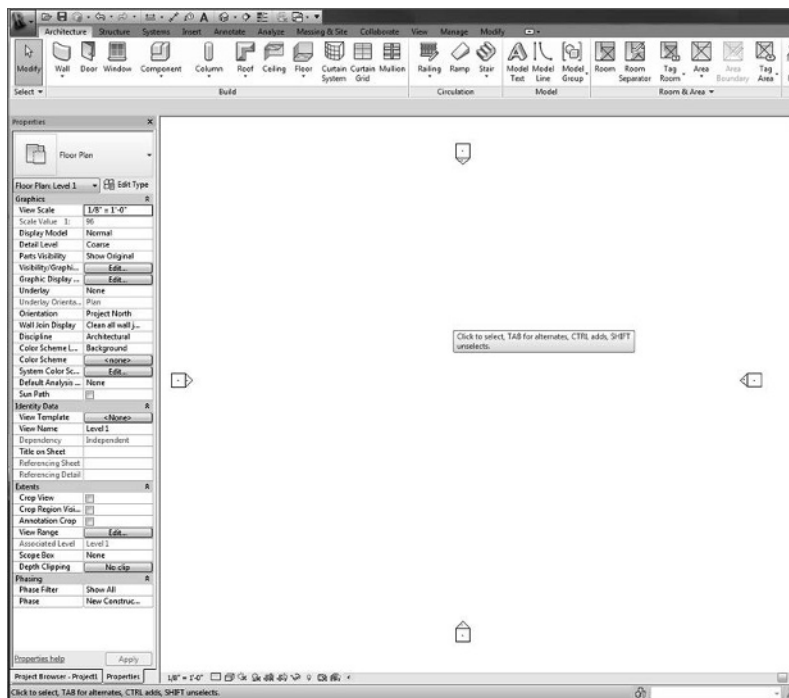 Architecture Structure Systems Insert Annotate Analyze Massing & Site Collaborate View Manage Modify
Modify Wall Door Window Component Column Roof Ceiling Floor Curtain System Curtain Grid Mullion Railing Ramp Stair Model Text Model Line Model Group Room Room Separator Tag Room Area Area Boundary Tag Area
Select Build Circulation Model Room & Area
Properties
Floor Plan
Floor Plan: Level 1 Edit Type
Graphics
View Scale 1/8" = 1'-0"
Scale Value 1: 96
Display Model Normal
Detail Level Coarse
Parts Visibility Show Original
Visibility/Graphi... Edit...
Graphic Display ... Edit...
Underlay None
Underlay Orienta... Plan
Orientation Project North
Wall Join Display Clean all wall j...
Discipline Architectural
Color Scheme L... Background
Color Scheme <none>
System Color Sc... Edit...
Default Analysis ... None
Sun Path
Identity Data
View Template <None>
View Name Level 1
Dependency Independent
Title on Sheet
Referencing Sheet
Referencing Detail
Extents
Crop View
Crop Region Visi...
Annotation Crop
View Range Edit...
Associated Level Level 1
Scope Box None
Depth Clipping No clip
Phasing
Phase Filter Show All
Phase New Construc...
Click to select, TAB for alternates, CTRL adds, SHIFT
unselects.
Properties help Apply
Project Browser - Project1 Properties 1/8" = 1'-0"
Click to select, TAB for alternates, CTRL adds, SHIFT unselects. :0